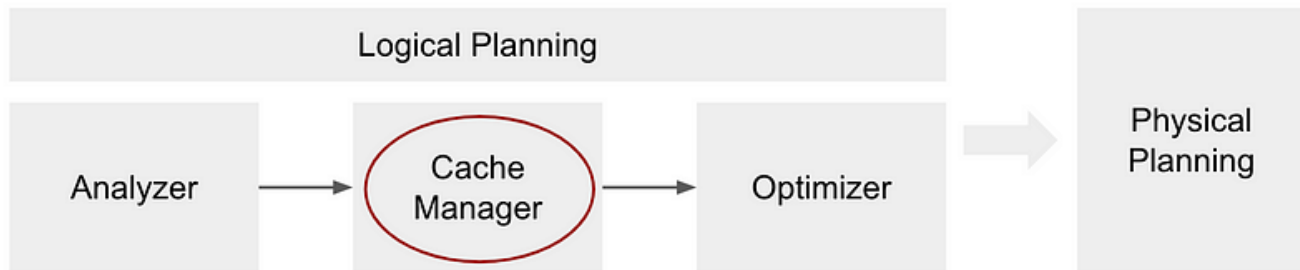 Logical Planning
Analyzer
Cache
Manager
Optimizer
Physical
Planning